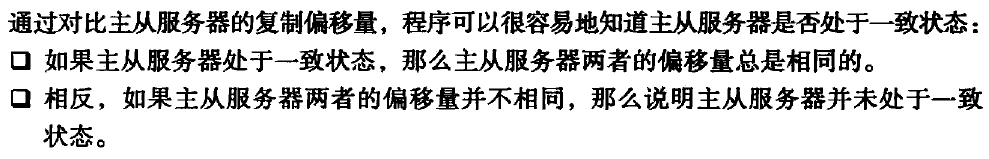 通过对比主从服务器的复制偏移量，程序可以很容易地知道主从服务器是否处于一致状态：
❑ 如果主从服务器处于一致状态，那么主从服务器两者的偏移量总是相同的。
❑ 相反，如果主从服务器两者的偏移量并不相同，那么说明主从服务器并未处于一致
状态。